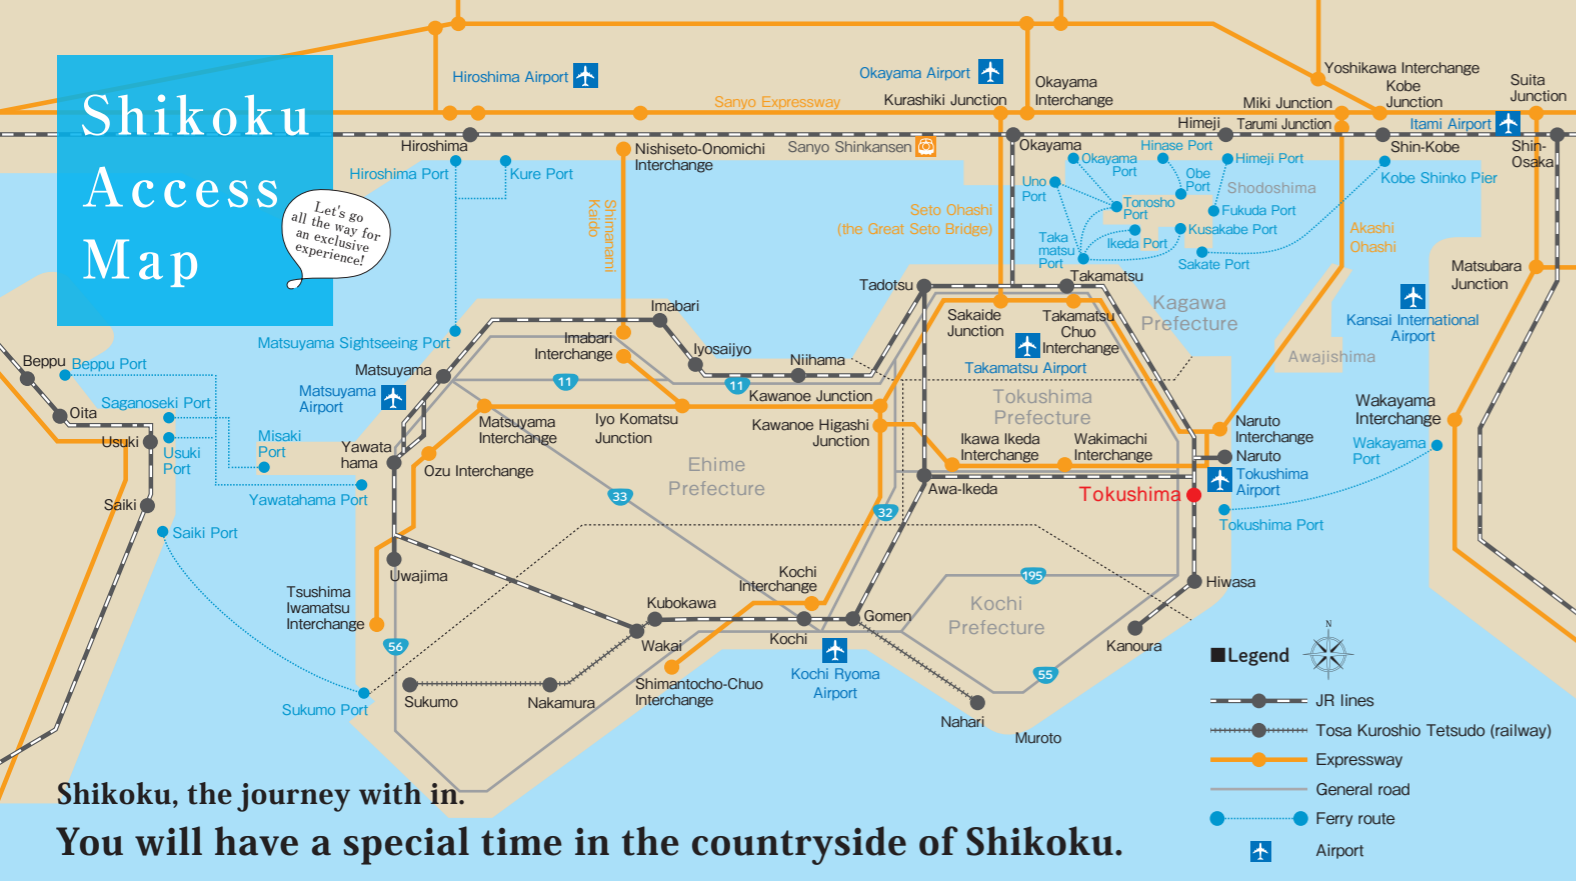 Shikoku
Access
Map
Let's go
all the way for
an exclusive
experience!
Hiroshima Airport
Okayama Airport
Okayama
Interchange
Yoshikawa Interchange
Kobe
Junction
Suita
Junction
Sanyo Expressway
Kurashiki Junction
Miki Junction
Himeji
Tarumi Junction
Itami Airport
Hiroshima
Nishiseto-Onomichi
Interchange
Sanyo Shinkansen
Okayama
Shin-Kobe
Shin-
Osaka
Hiroshima Port
Kure Port
Okayama
Port
Hinase Port
Himeji Port
Kobe Shinko Pier
Uno
Port
Obe
Port
Shodoshima
Shimanami
Kaido
Seto Ohashi
(the Great Seto Bridge)
Tonosho
Port
Fukuda Port
Taka
matsu
Port
Ikeda Port
Kusakabe Port
Sakate Port
Akashi
Ohashi
Matsubara
Junction
Tadotsu
Takamatsu
Imabari
Kagawa
Prefecture
Kansai International
Airport
Sakaide
Junction
Takamatsu
Chuo
Interchange
Matsuyama Sightseeing Port
Imabari
Interchange
Iyosaijyo
Niihama
Takamatsu Airport
Awajishima
Beppu
Beppu Port
Matsuyama
11
11
Matsuyama
Airport
Kawanoe Junction
Tokushima
Prefecture
Wakayama
Interchange
Saganoseki Port
Oita
Matsuyama
Interchange
Iyo Komatsu
Junction
Kawanoe Higashi
Junction
Naruto
Interchange
Usuki
Usuki
Port
Misaki
Port
Yawata
hama
Ikawa Ikeda
Interchange
Wakimachi
Interchange
Naruto
Wakayama
Port
Ozu Interchange
Ehime
Prefecture
Tokushima
Airport
Yawatahama Port
33
Awa-Ikeda
Tokushima
Saiki
32
Tokushima Port
Saiki Port
Uwajima
Kochi
Interchange
195
Hiwasa
Tsushima
Iwamatsu
Interchange
Kubokawa
Gomen
Kochi
Prefecture
56
Wakai
Kochi
Kanoura
Shimantocho-Chuo
Interchange
Kochi Ryoma
Airport
55
Sukumo Port
Sukumo
Nakamura
Nahari
Muroto
N
■Legend
JR lines
Tosa Kuroshio Tetsudo (railway)
Expressway
General road
Ferry route
Airport
Shikoku, the journey with in.
You will have a special time in the countryside of Shikoku.